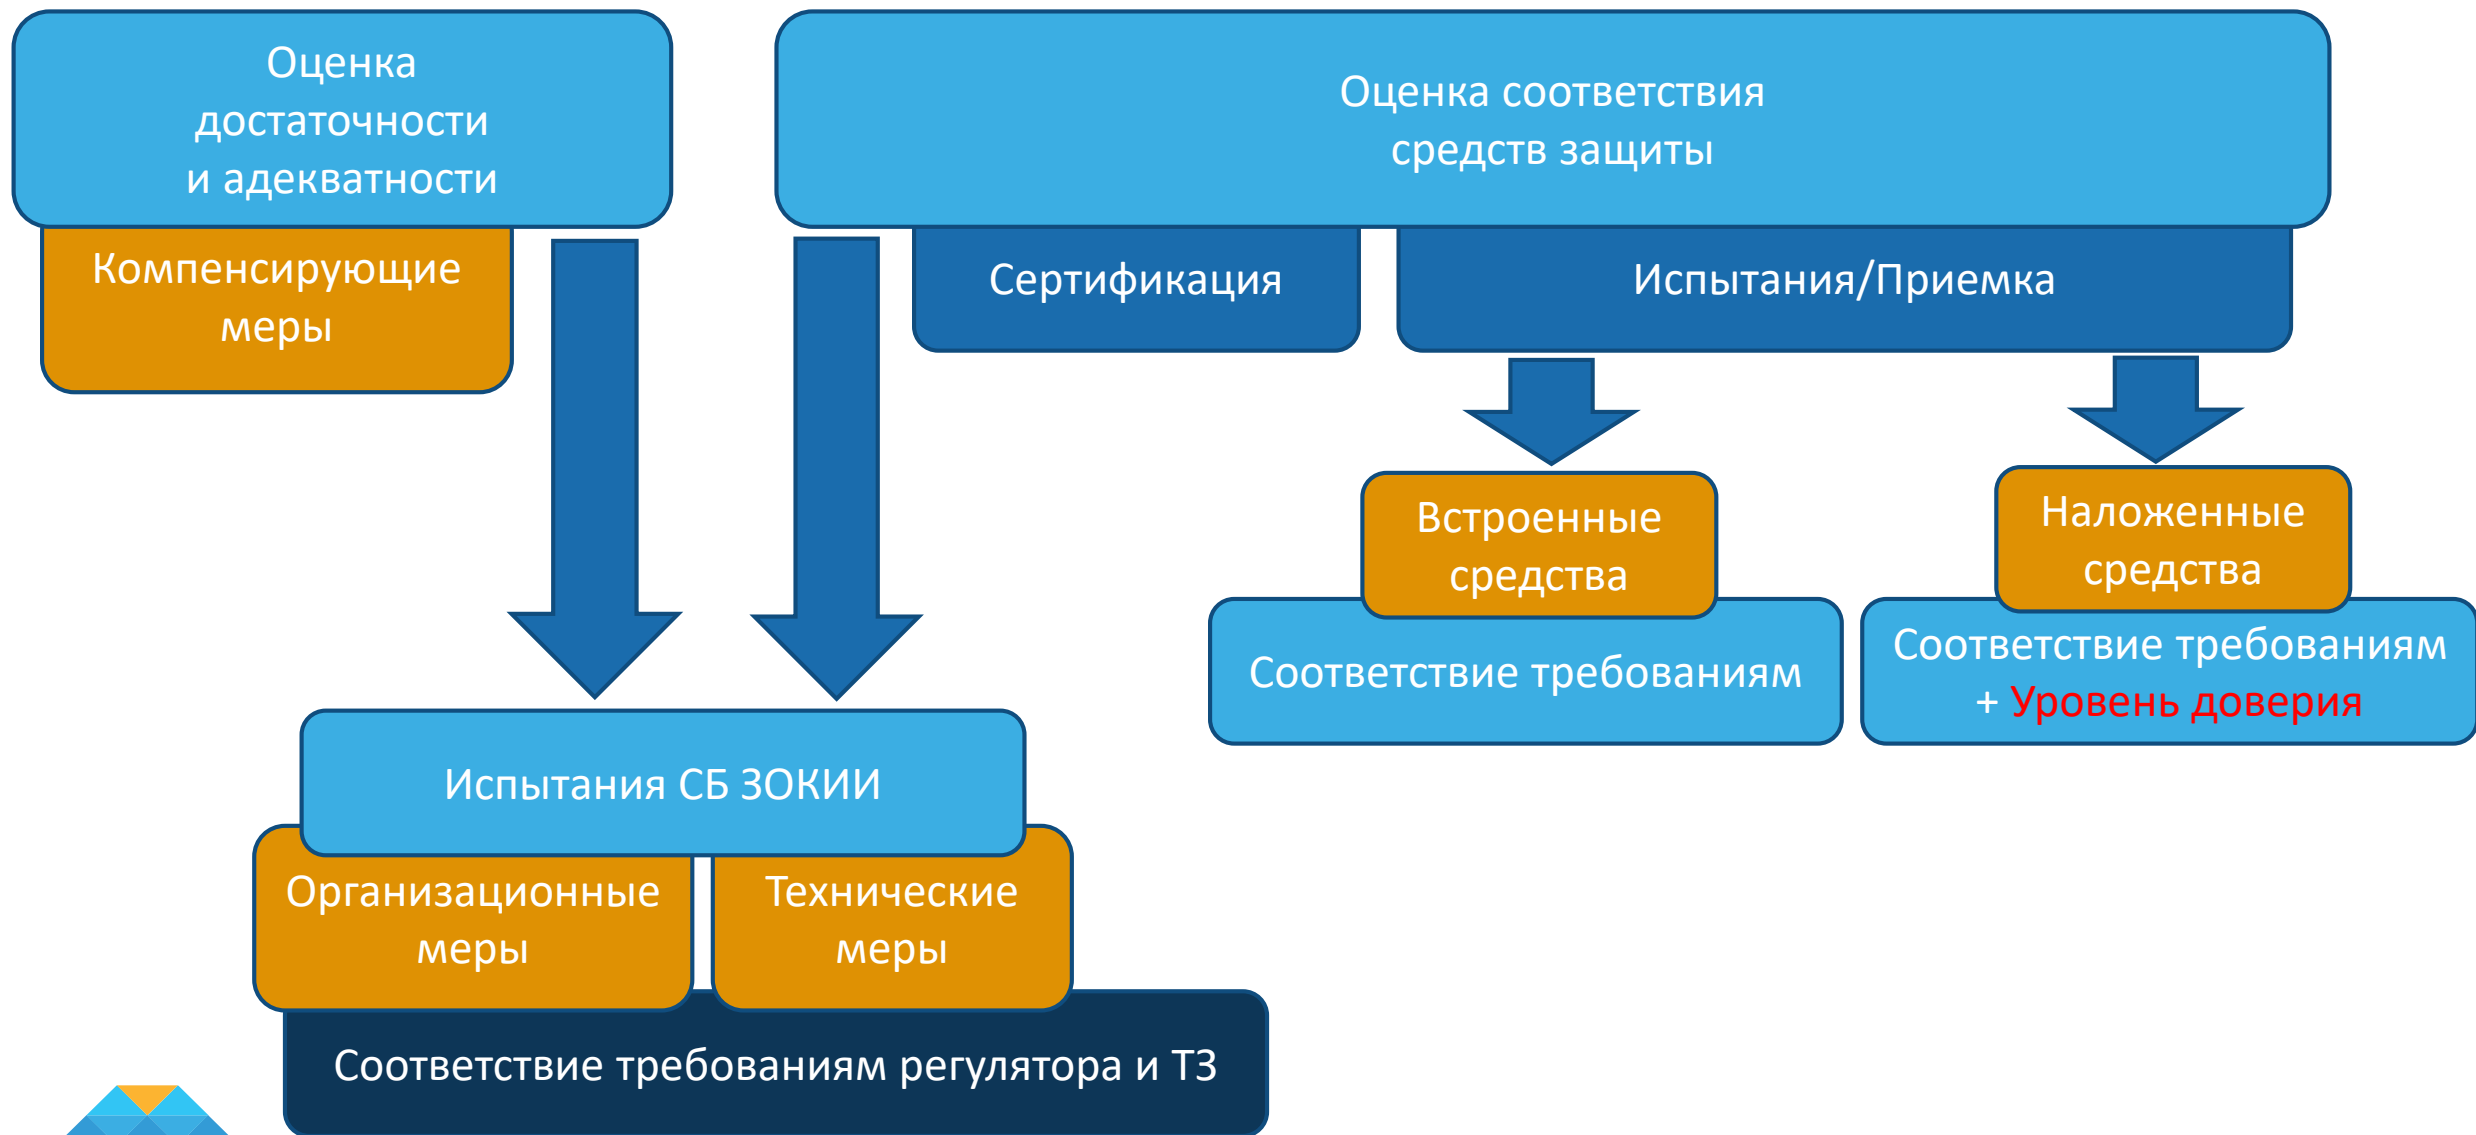 Оценка
достаточности
и адекватности
Компенсирующие
меры
Оценка соответствия
средств защиты
Сертификация
Испытания/Приемка
Встроенные
средства
Соответствие требованиям
Наложенные
средства
Соответствие требованиям
+ Уровень доверия
Испытания СБ ЗОКИИ
Организационные
меры
Технические
меры
Соответствие требованиям регулятора и ТЗ